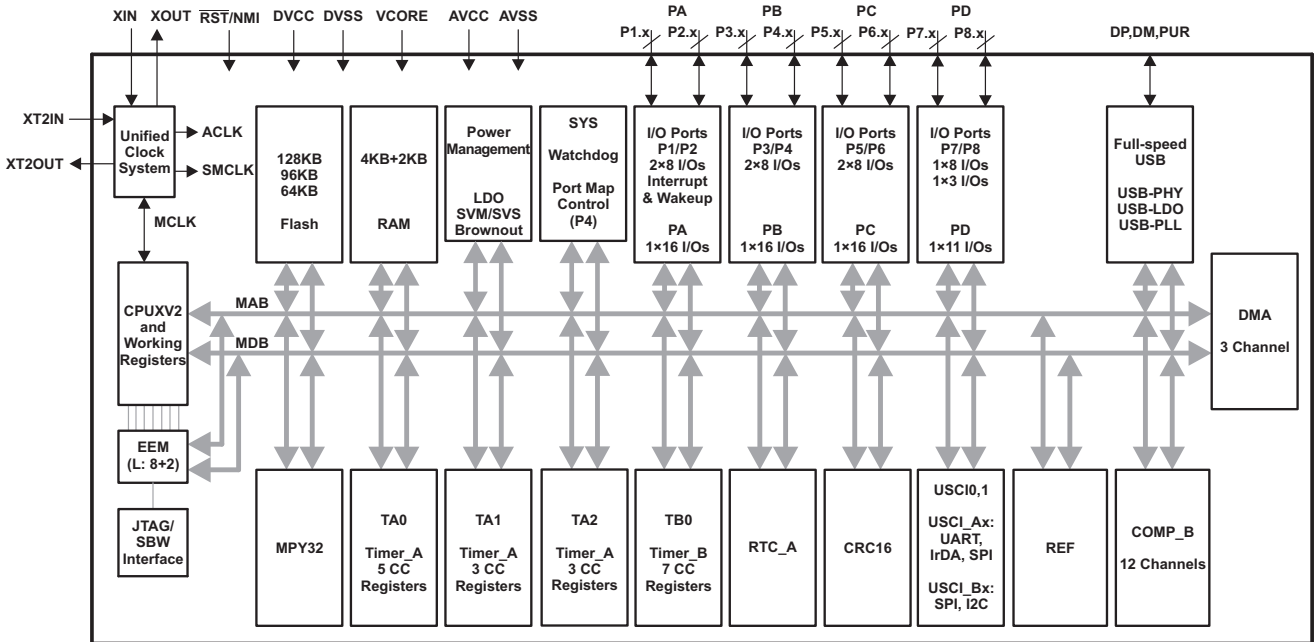 XIN
XOUT
RST/NMI
DVCC
DVSS
VCORE
AVCC
AVSS
PA
P1.x
P2.x
PB
P3.x
P4.x
PC
P5.x
P6.x
PD
P7.x
P8.x
DP,DM,PUR
XT2IN
XT2OUT
Unified
Clock
System
ACLK
SMCLK
MCLK
128KB
96KB
64KB
Flash
4KB+2KB
RAM
Power
Management
LDO
SVM/SVS
Brownout
SYS
Watchdog
Port Map
Control
(P4)
I/O Ports
P1/P2
2×8 I/Os
Interrupt
& Wakeup
PA
1×16 I/Os
I/O Ports
P3/P4
2×8 I/Os
PB
1×16 I/Os
I/O Ports
P5/P6
2×8 I/Os
PC
1×16 I/Os
I/O Ports
P7/P8
1×8 I/Os
1×3 I/Os
PD
1×11 I/Os
Full-speed
USB
USB-PHY
USB-LDO
USB-PLL
CPUXV2
and
Working
Registers
MAB
MDB
DMA
3 Channel
EEM
(L: 8+2)
JTAG/
SBW
Interface
MPY32
TA0
Timer_A
5 CC
Registers
TA1
Timer_A
3 CC
Registers
TA2
Timer_A
3 CC
Registers
TB0
Timer_B
7 CC
Registers
RTC_A
CRC16
USCI0,1
USCI_Ax:
UART,
IrDA, SPI
USCI_Bx:
SPI, I2C
REF
COMP_B
12 Channels